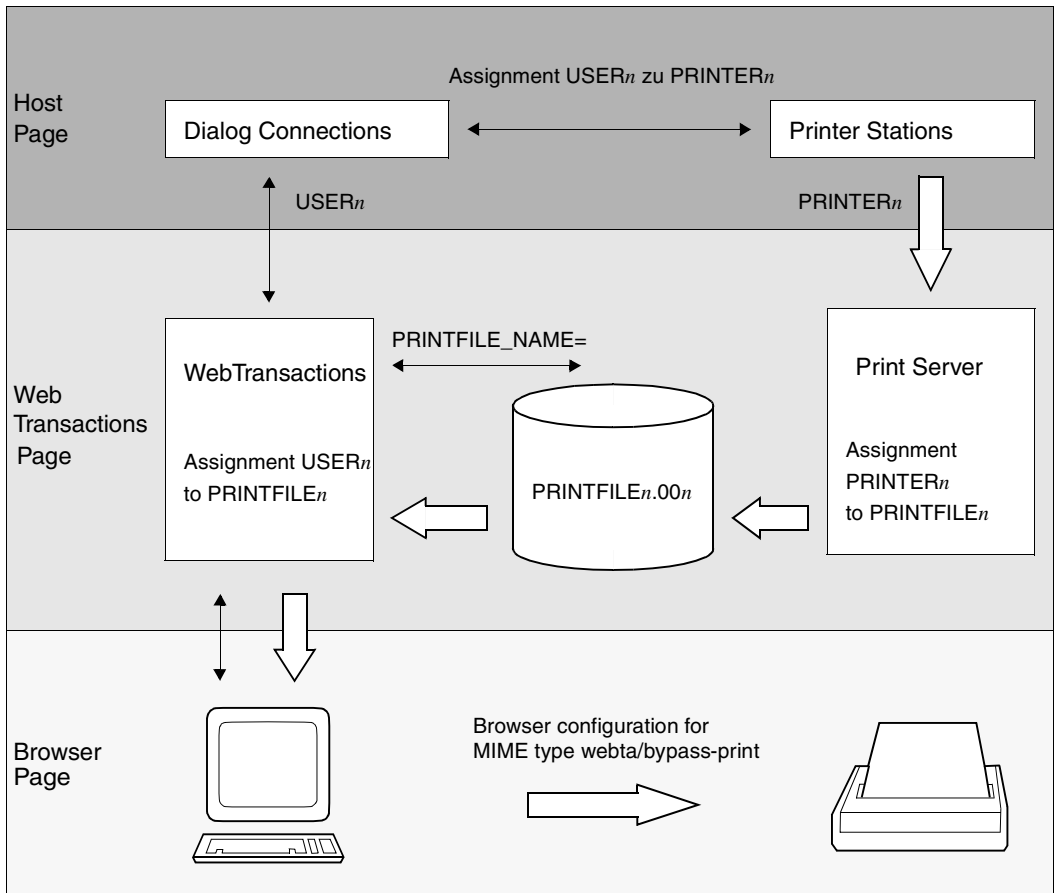 Assignment USERn zu PRINTERn
Host
Page
Dialog Connections
Printer Stations
USERn
PRINTERn
PRINTFILE_NAME=
WebTransactions
Print Server
Web
Transactions
Page
Assignment USERn
to PRINTFILEn
PRINTFILEn.00n
Assignment
PRINTERn
to PRINTFILEn
Browser configuration for
MIME type webta/bypass-print
Browser
Page